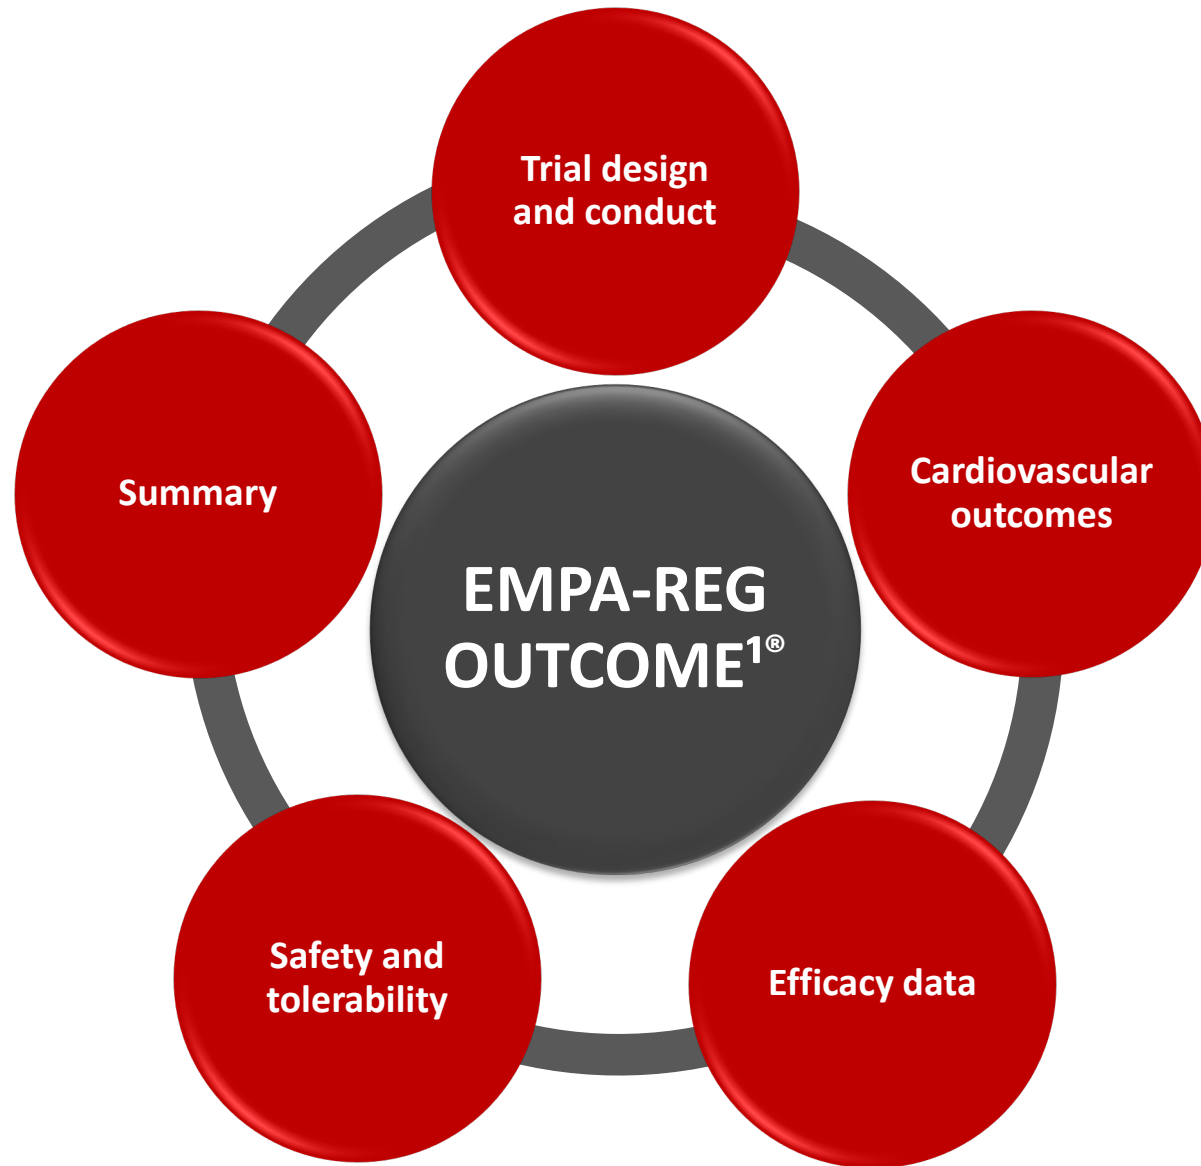 Trial design
and conduct
Cardiovascular
outcomes
Efficacy data
Safety and
tolerability
Summary
EMPA-REG
OUTCOME¹®